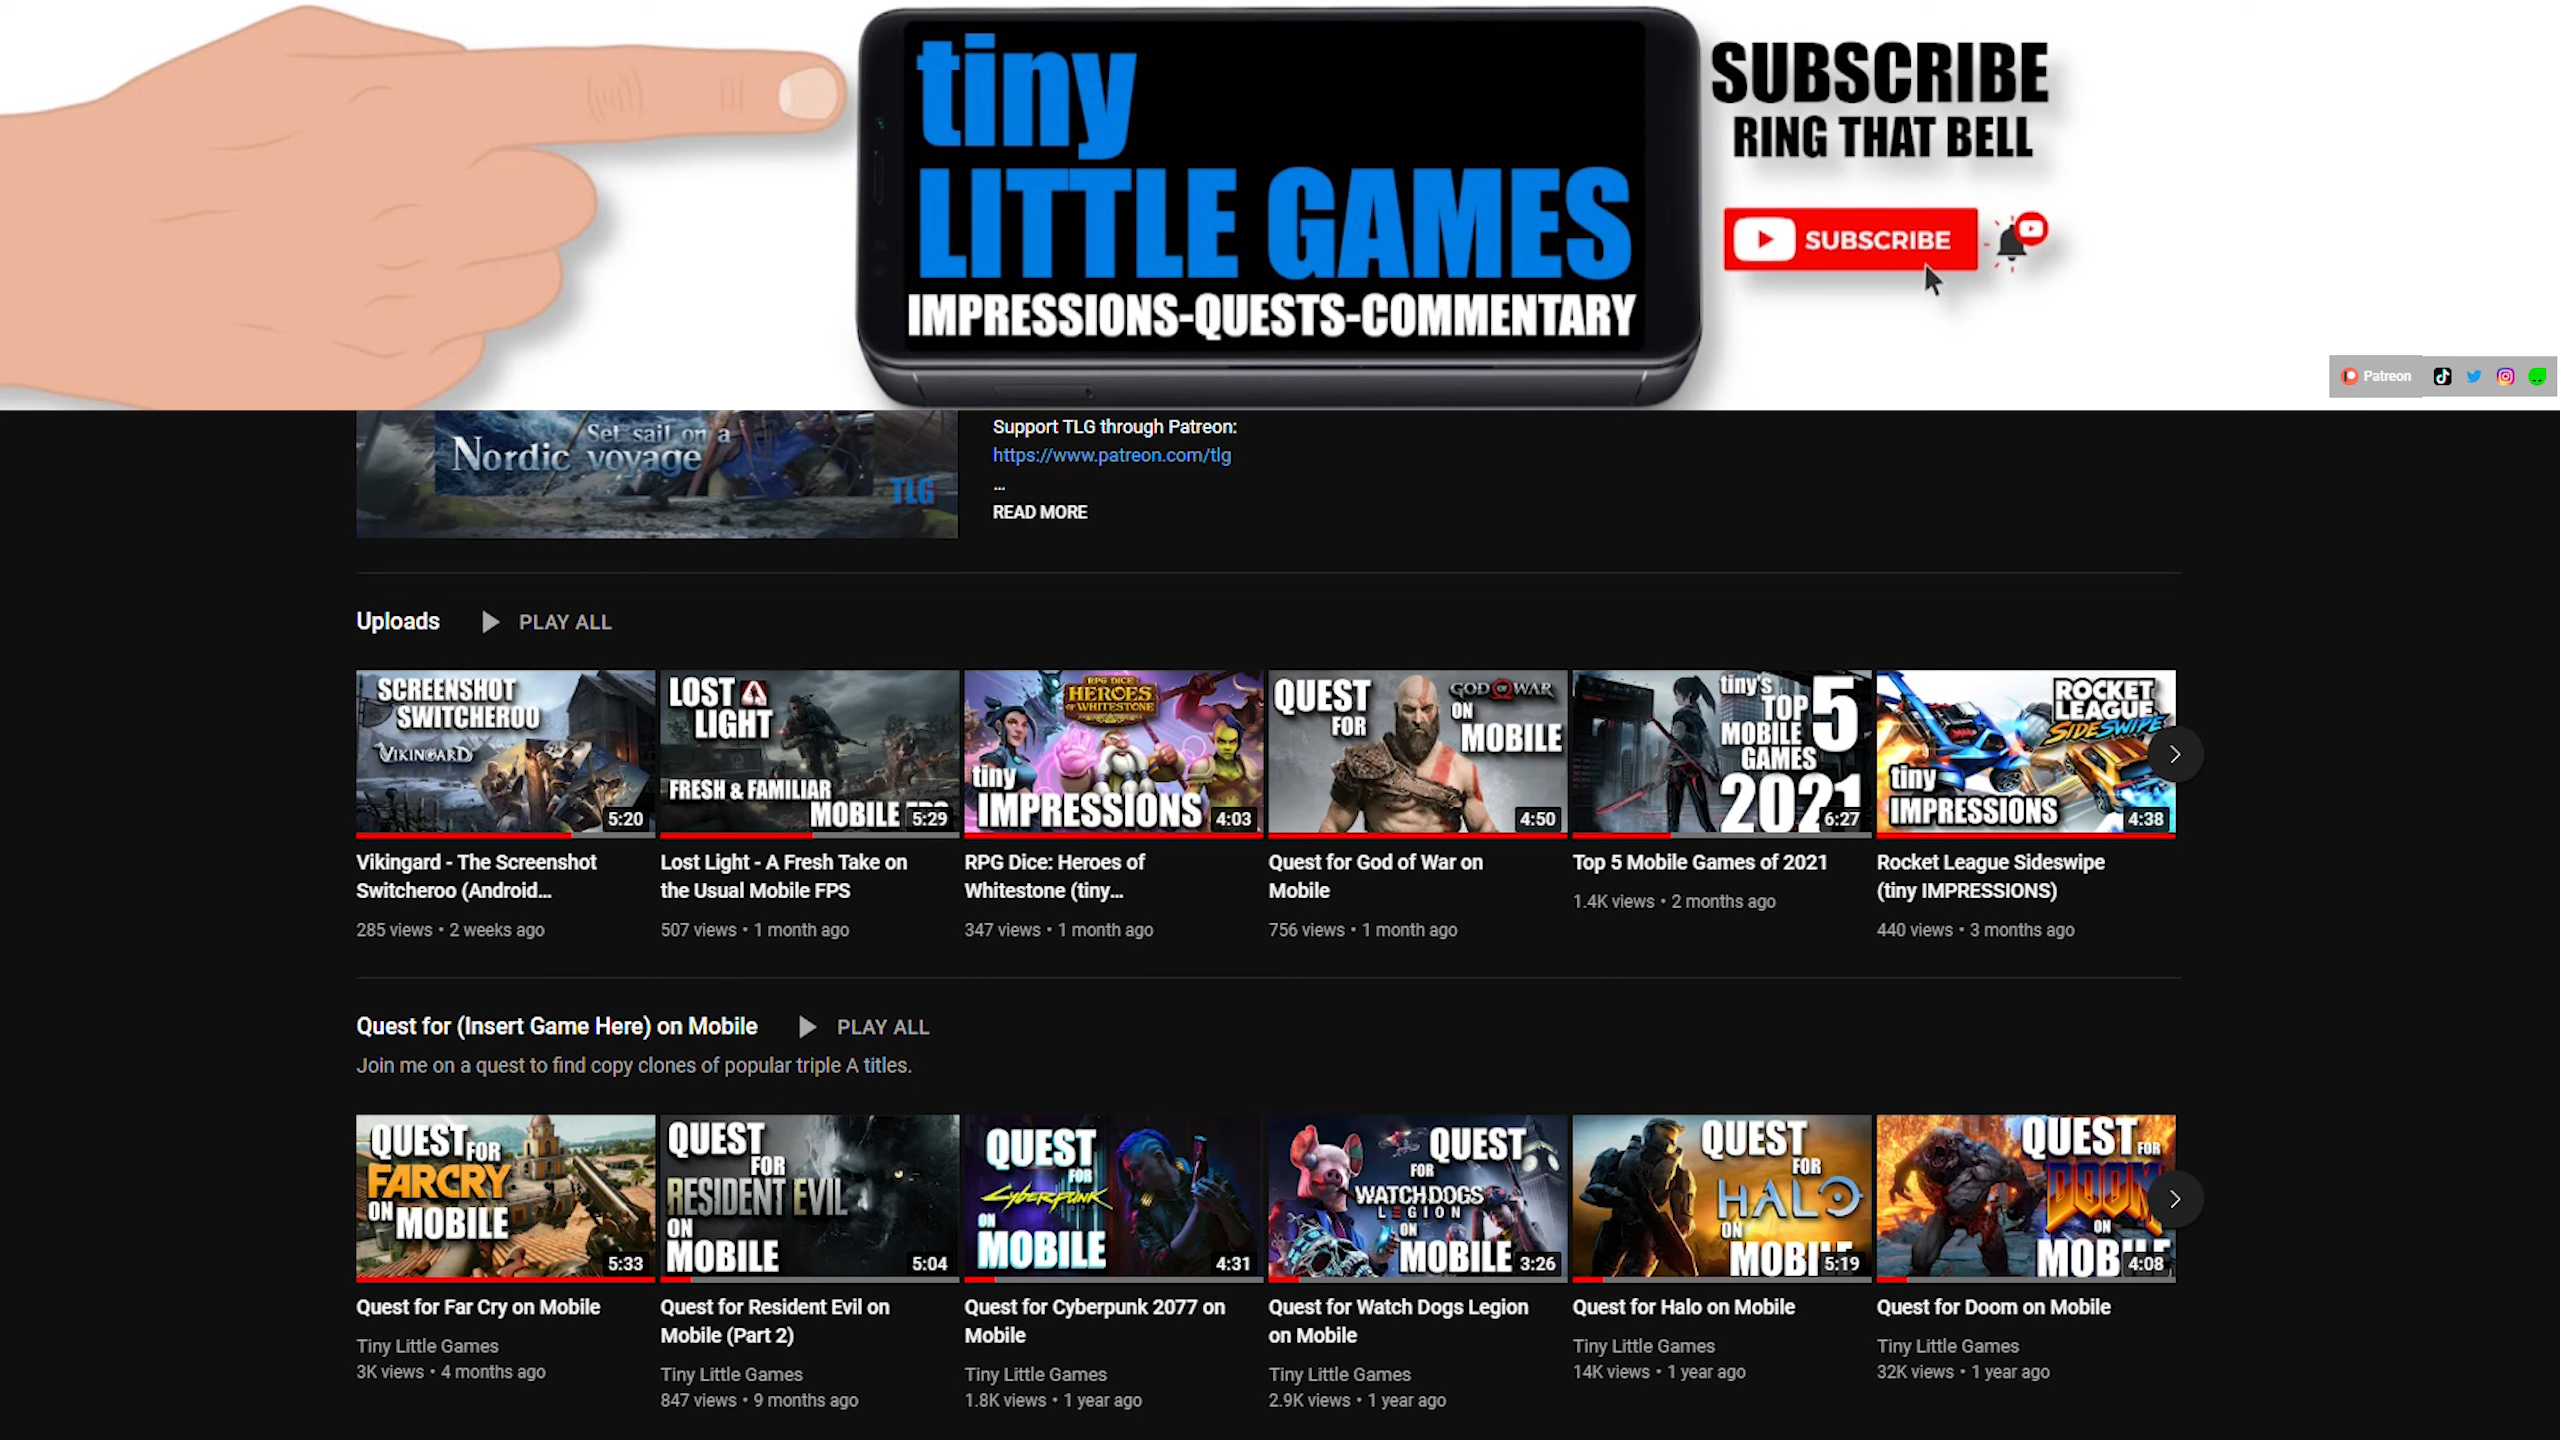 tiny
LITTLE GAMES
IMPRESSIONS-QUESTS-COMMENTARY
SUBSCRIBE
RING THAT BELL
SUBSCRIBE
Patreon
Set sail on a
Nordic voyage
TLG
Support TLG through Patreon:
https://www.patreon.com/tlg
...
READ MORE
Uploads PLAY ALL
SCREENSHOT
SWITCHEROO
VIKINGARD
5:20
LOST
LIGHT
FRESH & FAMILIAR
MOBILE FPS
5:29
RPG DICE
HEROES
OF WHITESTONE
tiny
IMPRESSIONS
4:03
QUEST
FOR
GOD OF WAR
ON
MOBILE
4:50
tiny's
TOP 5
MOBILE
GAMES
2021
6:27
ROCKET
LEAGUE
SIDESWIPE
tiny
IMPRESSIONS
4:38
Vikingard - The Screenshot
Switcheroo (Android...
285 views • 2 weeks ago
Lost Light - A Fresh Take on
the Usual Mobile FPS
507 views • 1 month ago
RPG Dice: Heroes of
Whitestone (tiny...
347 views • 1 month ago
Quest for God of War on
Mobile
756 views • 1 month ago
Top 5 Mobile Games of 2021
1.4K views • 2 months ago
Rocket League Sideswipe
(tiny IMPRESSIONS)
440 views • 3 months ago
Quest for (Insert Game Here) on Mobile PLAY ALL
Join me on a quest to find copy clones of popular triple A titles.
QUEST FOR
FARCRY
ON MOBILE
5:33
QUEST
FOR
RESIDENT EVIL
ON
MOBILE
5:04
QUEST
FOR
Cyberpunk
ON
MOBILE
4:31
QUEST
FOR
WATCH DOGS
LEGION
ON
MOBILE
3:26
QUEST
FOR
HALO
ON
MOBILE
5:19
QUEST FOR
DOOM
ON
MOBILE
4:08
Quest for Far Cry on Mobile
Tiny Little Games
3K views • 4 months ago
Quest for Resident Evil on
Mobile (Part 2)
Tiny Little Games
847 views • 9 months ago
Quest for Cyberpunk 2077 on
Mobile
Tiny Little Games
1.8K views • 1 year ago
Quest for Watch Dogs Legion
on Mobile
Tiny Little Games
2.9K views • 1 year ago
Quest for Halo on Mobile
Tiny Little Games
14K views • 1 year ago
Quest for Doom on Mobile
Tiny Little Games
32K views • 1 year ago